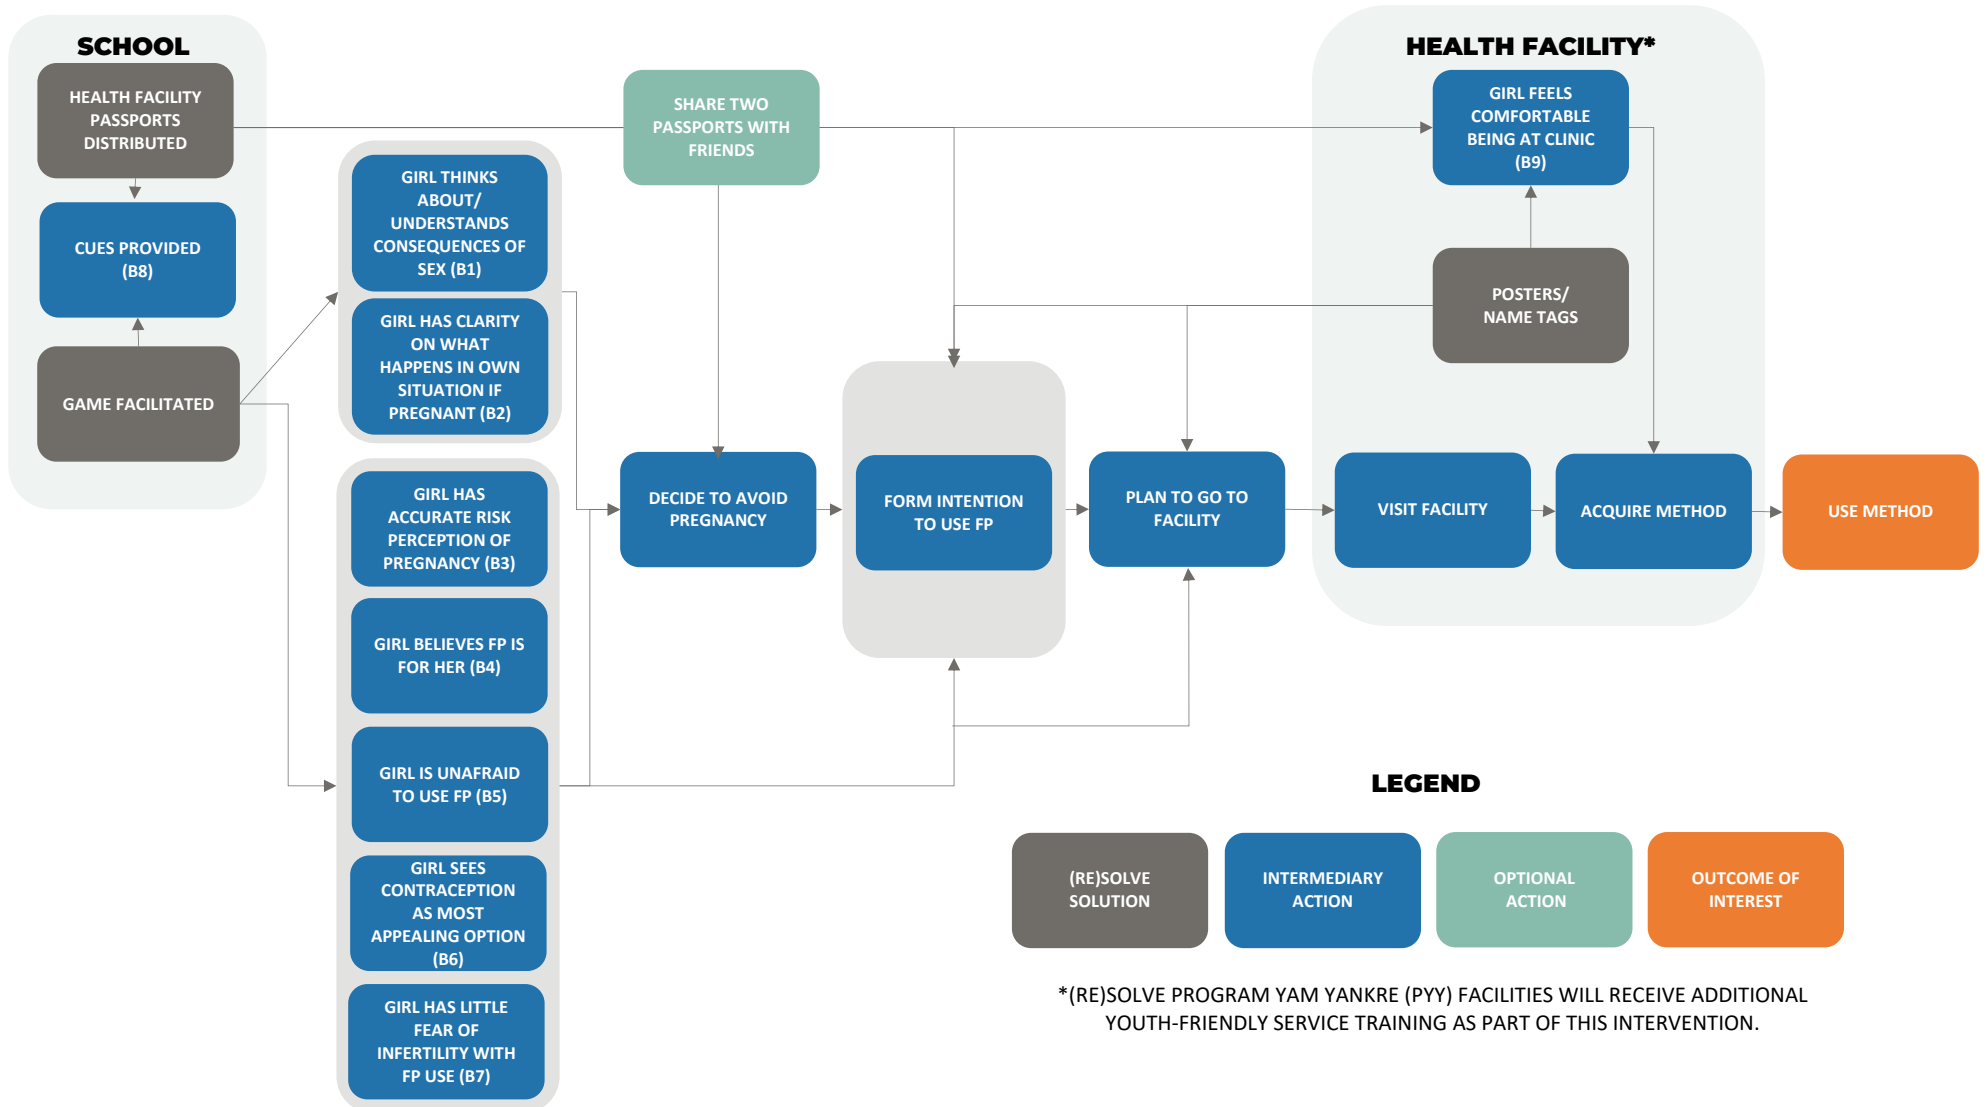 SCHOOL
HEALTH FACILITY
PASSPORTS
DISTRIBUTED
CUES PROVIDED
(B8)
GAME FACILITATED
GIRL THINKS
ABOUT/
UNDERSTANDS
CONSEQUENCES OF
SEX (B1)
GIRL HAS CLARITY
ON WHAT
HAPPENS IN OWN
SITUATION IF
PREGNANT (B2)
GIRL HAS
ACCURATE RISK
PERCEPTION OF
PREGNANCY (B3)
GIRL BELIEVES FP IS
FOR HER (B4)
GIRL IS UNAFRAID
TO USE FP (B5)
GIRL SEES
CONTRACEPTION
AS MOST
APPEALING OPTION
(B6)
GIRL HAS LITTLE
FEAR OF
INFERTILITY WITH
FP USE (B7)
SHARE TWO
PASSPORTS WITH
FRIENDS
DECIDE TO AVOID
PREGNANCY
FORM INTENTION
TO USE FP
PLAN TO GO TO
FACILITY
HEALTH FACILITY*
GIRL FEELS
COMFORTABLE
BEING AT CLINIC
(B9)
POSTERS/
NAME TAGS
VISIT FACILITY
ACQUIRE METHOD
USE METHOD
LEGEND
(RE)SOLVE
SOLUTION
INTERMEDIARY
ACTION
OPTIONAL
ACTION
OUTCOME OF
INTEREST
*(RE)SOLVE PROGRAM YAM YANKRE (PYY) FACILITIES WILL RECEIVE ADDITIONAL
YOUTH-FRIENDLY SERVICE TRAINING AS PART OF THIS INTERVENTION.